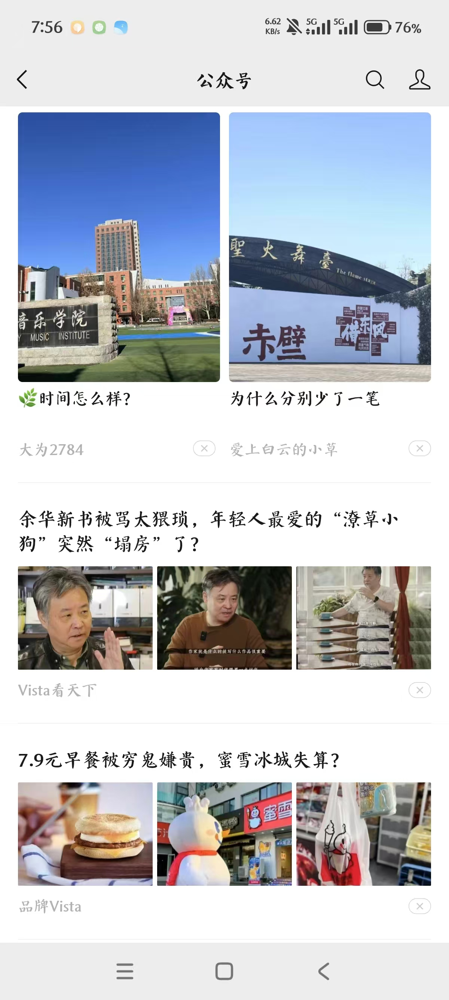 7:56
6.62
KB/s
5G
5G
76%
公众号
音乐学院
MUSIC INSTITUTE
聖火舞臺
The flame stage
赤壁
借东风
🌿时间怎么样?
为什么分别少了一笔
大为2784
爱上白云的小草
余华新书被骂太猥琐，年轻人最爱的“潦草小
狗”突然“塌房”了?
作家就是什么时候写什么作品很重要
Vista看天下
7.9元早餐被穷鬼嫌贵，蜜雪冰城失算?
蜜雪
三明治
面包
品牌Vista